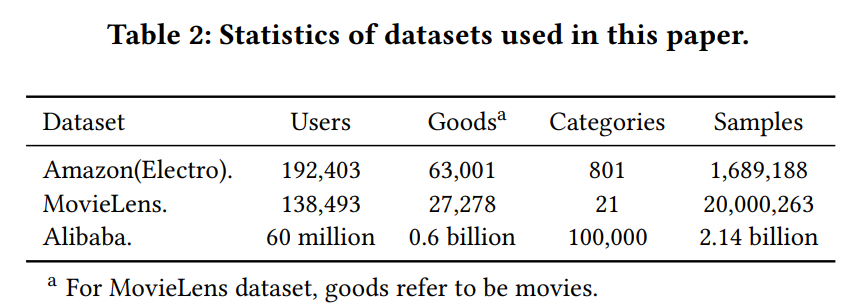 Table 2: Statistics of datasets used in this paper.
Dataset Users Goodsᵃ Categories Samples
Amazon(Electro). 192,403 63,001 801 1,689,188
MovieLens. 138,493 27,278 21 20,000,263
Alibaba. 60 million 0.6 billion 100,000 2.14 billion
ᵃ For MovieLens dataset, goods refer to be movies.